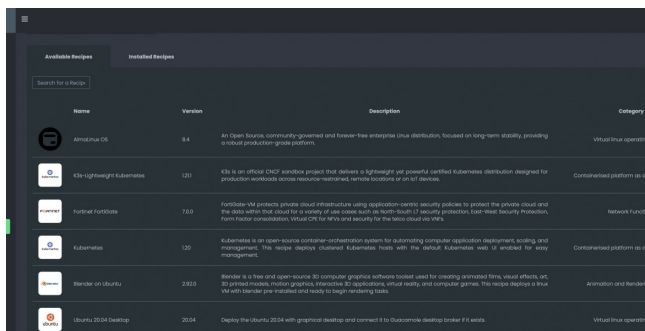 Available Recipes Installed Recipes
Search for a Recipe
Name Version Description Category
AlmaLinux OS 8.4 An Open Source, community-governed and forever-free enterprise Linux distribution, focused on long-term stability, providing
a robust production-grade platform. Virtual linux operatin
K3s-Lightweight Kubernetes 1.21.1 K3s is an official CNCF sandbox project that delivers a lightweight yet powerful certified Kubernetes distribution designed for
production workloads across resource-restrained, remote locations or on IoT devices. Containerised platform as a
FORTINET Fortinet FortiGate 7.0.0 FortiGate-VM protects private cloud infrastructure using application-centric security policies to protect the private cloud and
the data within that cloud for a variety of use cases such as North-South L7 security protection, East-West Security Protection,
Form Factor consolidation, Virtual CPE for NFVs and security for the telco cloud via VNFs. Network Functi
kubernetes Kubernetes 1.20 Kubernetes is an open-source container-orchestration system for automating computer application deployment, scaling, and
management. This recipe deploys clustered Kubernetes hosts with the default Kubernetes web UI enabled for easy
management. Containerised platform as a
blender Blender on Ubuntu 2.92.0 Blender is a free and open-source 3D computer graphics software toolset used for creating animated films, visual effects, art,
3D printed models, motion graphics, interactive 3D applications, virtual reality, and computer games. This recipe deploys a linux
VM with blender pre-installed and ready to begin rendering tasks. Animation and Render
ubuntu Ubuntu 20.04 Desktop 20.04 Deploy the Ubuntu 20.04 with graphical desktop and connect it to Guacamole desktop broker if it exists. Virtual linux operatin